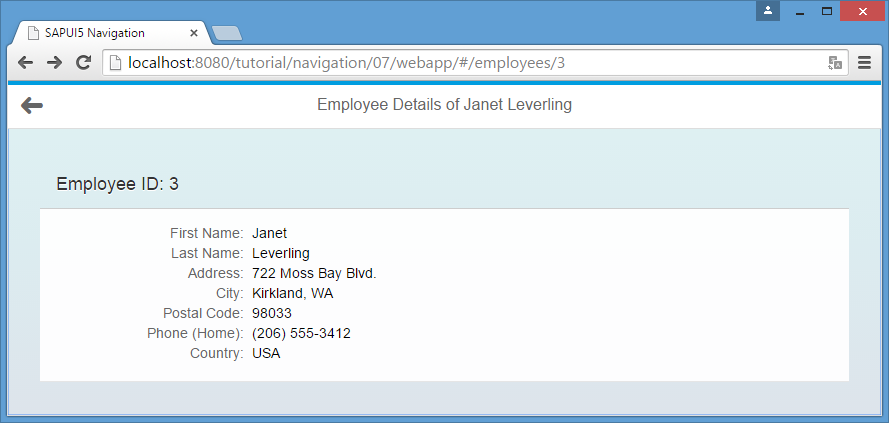 SAPUI5 Navigation
localhost:8080/tutorial/navigation/07/webapp/#/employees/3
Employee Details of Janet Leverling
Employee ID: 3
First Name: Janet
Last Name: Leverling
Address: 722 Moss Bay Blvd.
City: Kirkland, WA
Postal Code: 98033
Phone (Home): (206) 555-3412
Country: USA